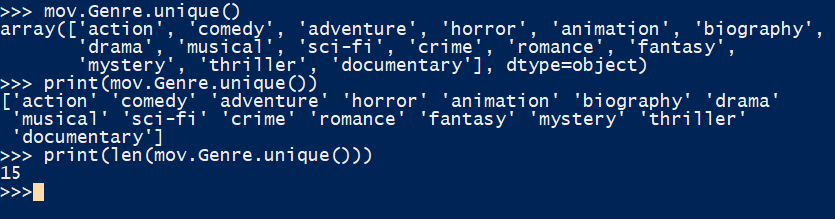 >>> mov.Genre.unique()
array(['action', 'comedy', 'adventure', 'horror', 'animation', 'biography',
       'drama', 'musical', 'sci-fi', 'crime', 'romance', 'fantasy',
       'mystery', 'thriller', 'documentary'], dtype=object)
>>> print(mov.Genre.unique())
['action' 'comedy' 'adventure' 'horror' 'animation' 'biography' 'drama'
 'musical' 'sci-fi' 'crime' 'romance' 'fantasy' 'mystery' 'thriller'
 'documentary']
>>> print(len(mov.Genre.unique()))
15
>>>